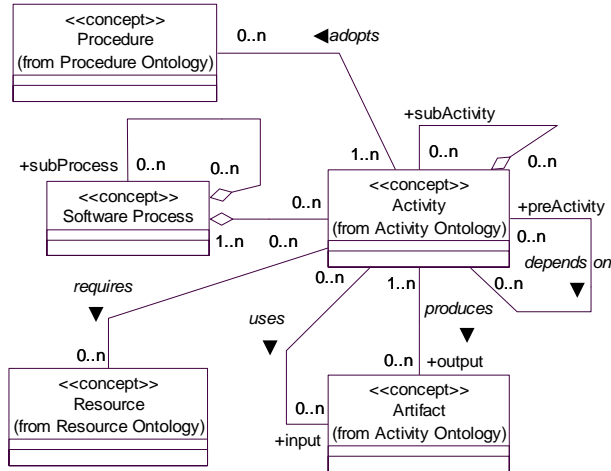 <<concept>>
Procedure
(from Procedure Ontology)
0..n
◄adopts
+subActivity
+subProcess
0..n
0..n
1..n
0..n
0..n
<<concept>>
Software Process
0..n
1..n
0..n
<<concept>>
Activity
(from Activity Ontology)
+preActivity
0..n
depends on
▼
0..n
requires
▼
0..n
uses
▼
1..n
produces
▼
0..n
0..n
+output
0..n
+input
<<concept>>
Resource
(from Resource Ontology)
<<concept>>
Artifact
(from Activity Ontology)